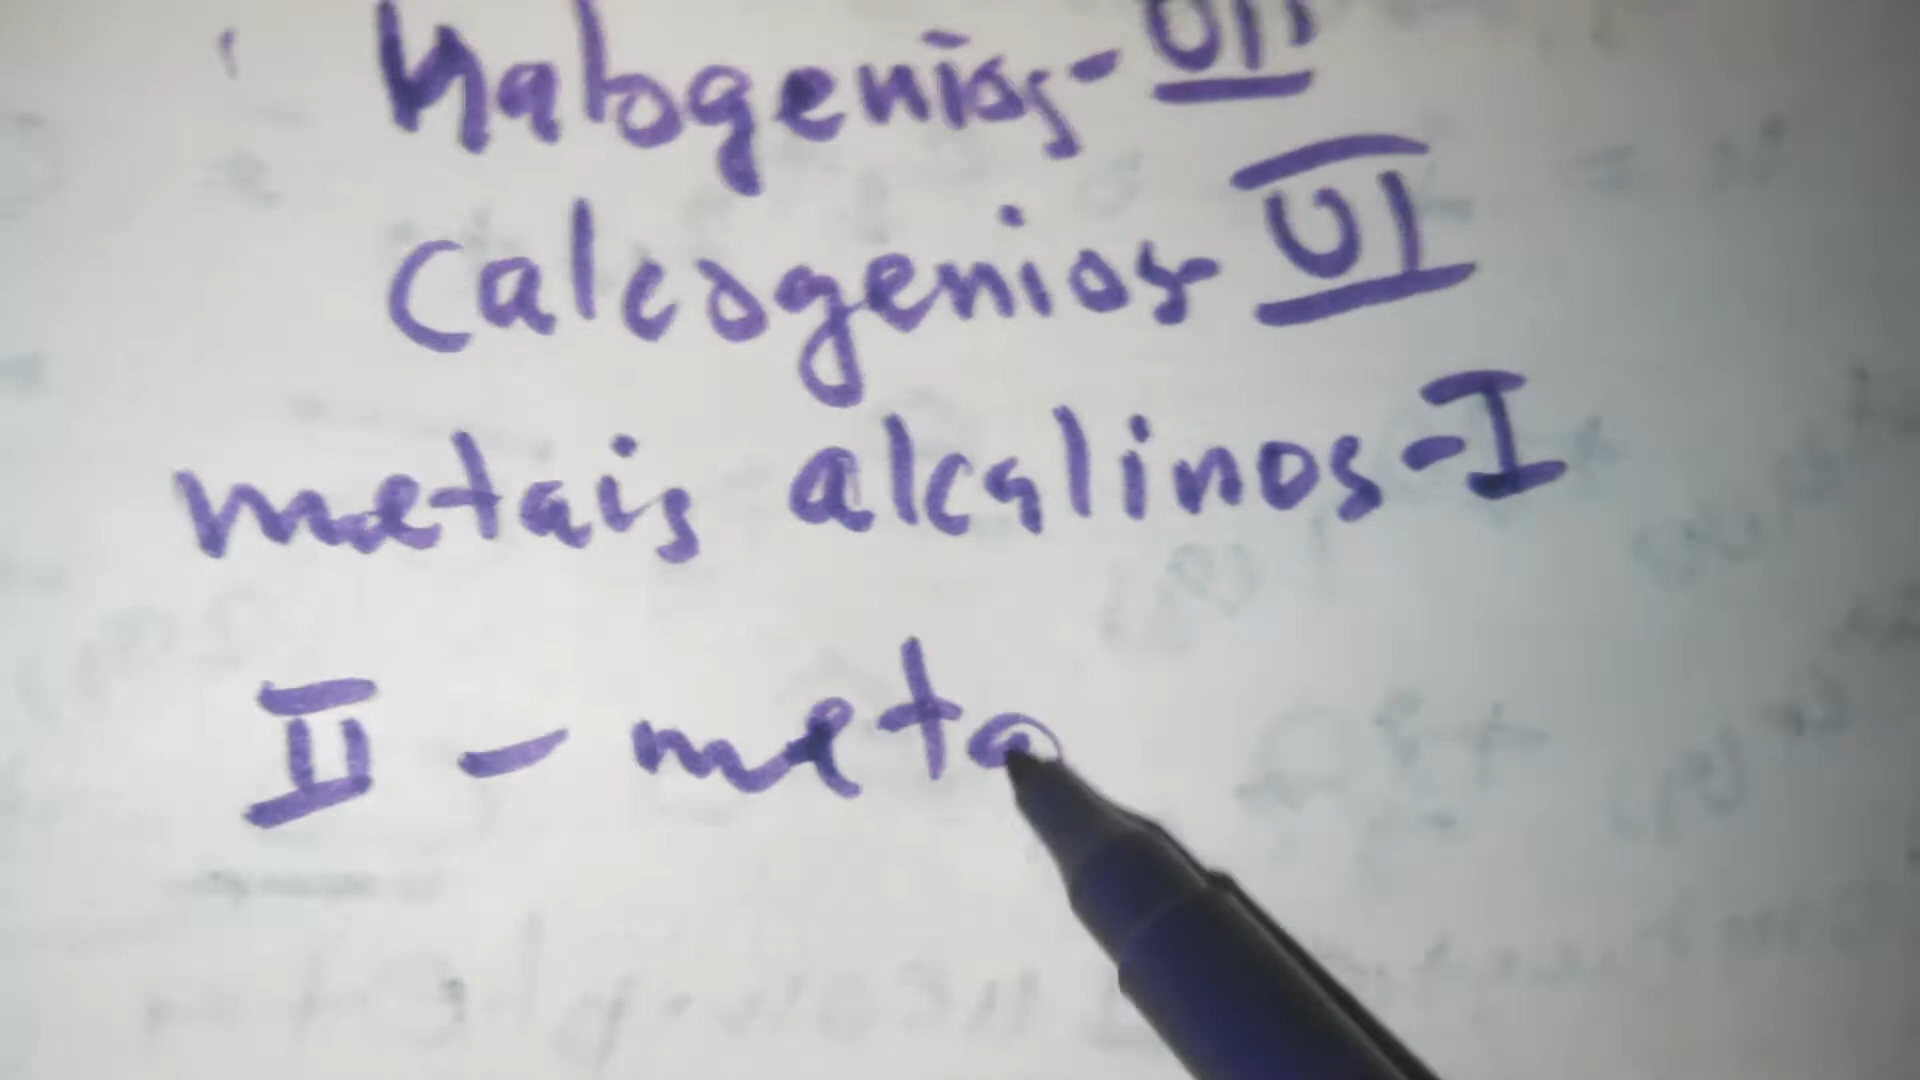 halogenios-VII
calcogenios-VI
metais alcalinos-I
II - meta